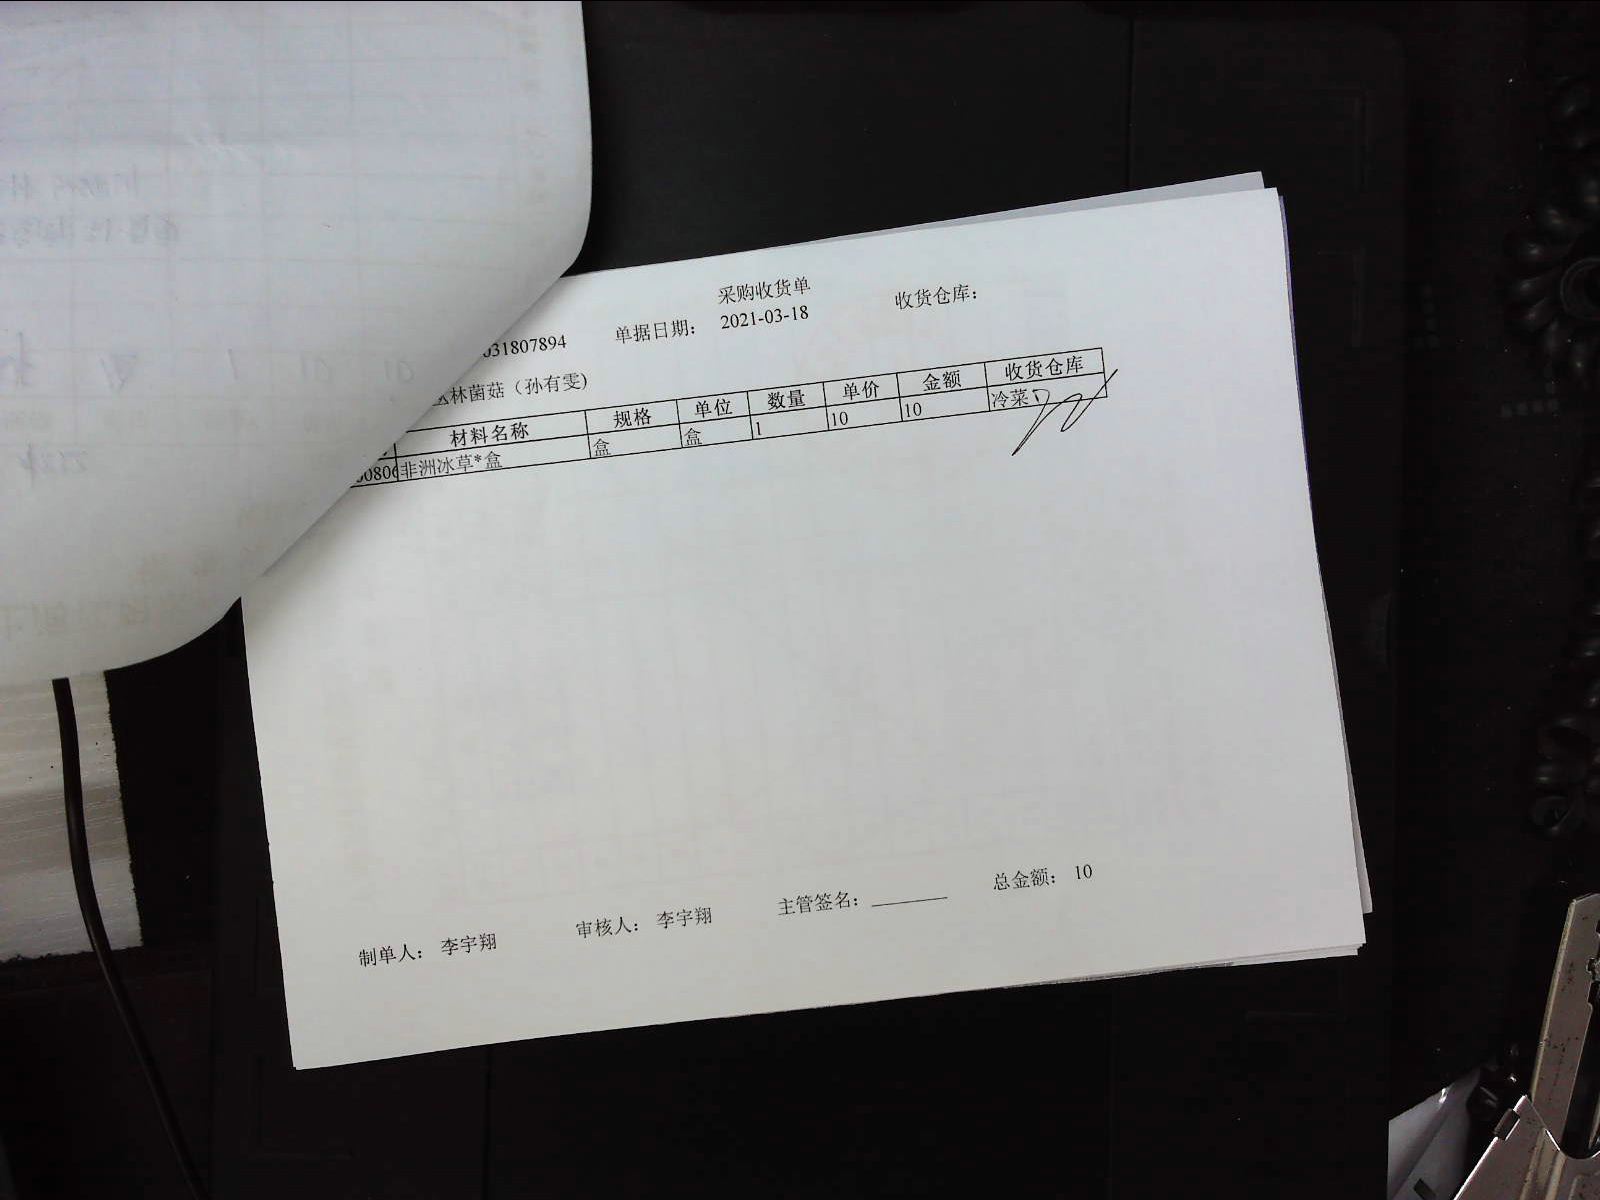 采购收货单
031807894 单据日期： 2021-03-18 收货仓库：
丛林菌菇（孙有雯）
材料名称 规格 单位 数量 单价 金额 收货仓库
00806 非洲冰草*盒 盒 盒 1 10 10 冷菜
制单人： 李宇翔 审核人： 李宇翔 主管签名： 总金额： 10